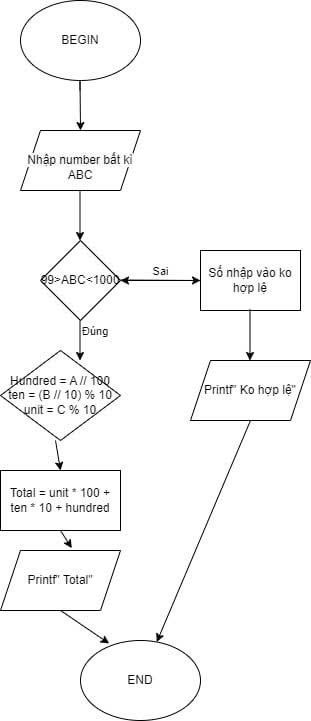 BEGIN
Nhập number bất kì
ABC
99>ABC<1000
Sai
Số nhập vào ko
hợp lệ
Đúng
Hundred = A // 100
ten = (B // 10) % 10
unit = C % 10
Printf" Ko hợp lệ"
Total = unit * 100 +
ten * 10 + hundred
Printf" Total"
END